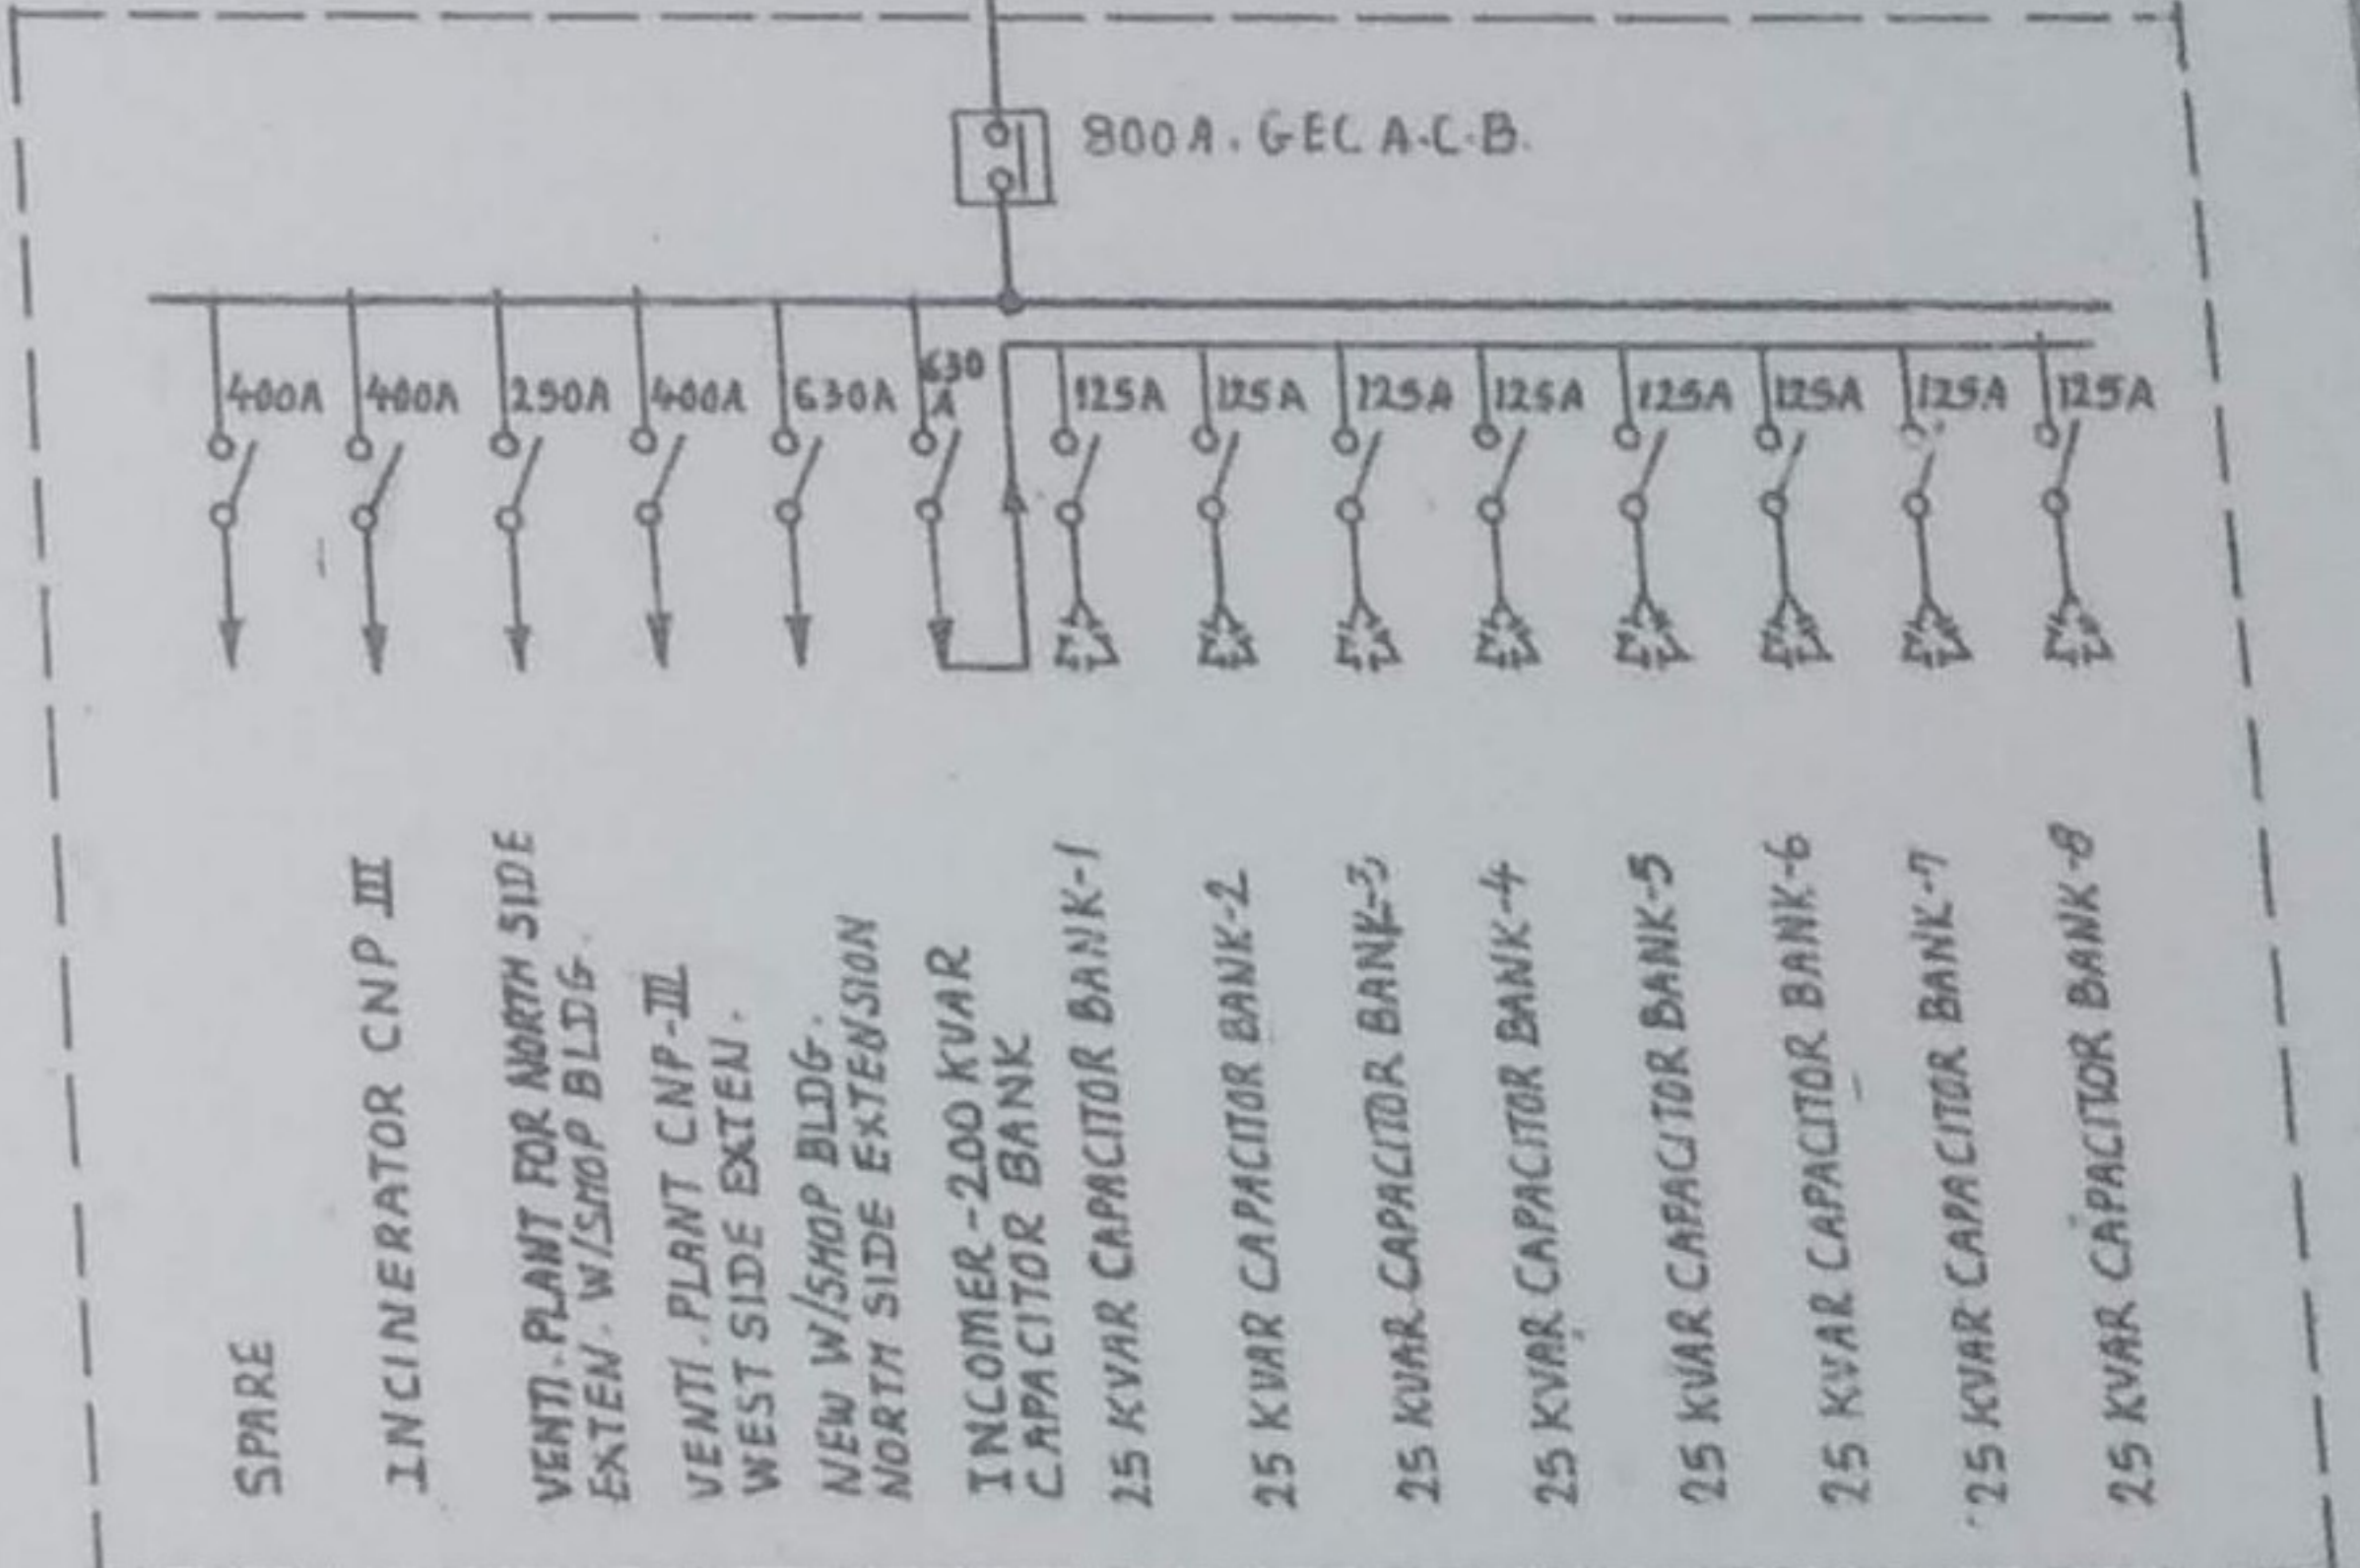 800A. GEC A.C.B.
400A
400A
250A
400A
630A
630
A
125A
125A
125A
125A
125A
125A
125A
125A
SPARE
INCINERATOR CNP III
VENTI. PLANT FOR NORTH SIDE
EXTEN. W/SHOP BLDG.
VENTI. PLANT CNP-III
WEST SIDE EXTEN.
NEW W/SHOP BLDG.
NORTH SIDE EXTENSION
INCOMER-200 KVAR
CAPACITOR BANK
25 KVAR CAPACITOR BANK-1
25 KVAR CAPACITOR BANK-2
25 KVAR CAPACITOR BANK-3
25 KVAR CAPACITOR BANK-4
25 KVAR CAPACITOR BANK-5
25 KVAR CAPACITOR BANK-6
25 KVAR CAPACITOR BANK-7
25 KVAR CAPACITOR BANK-8